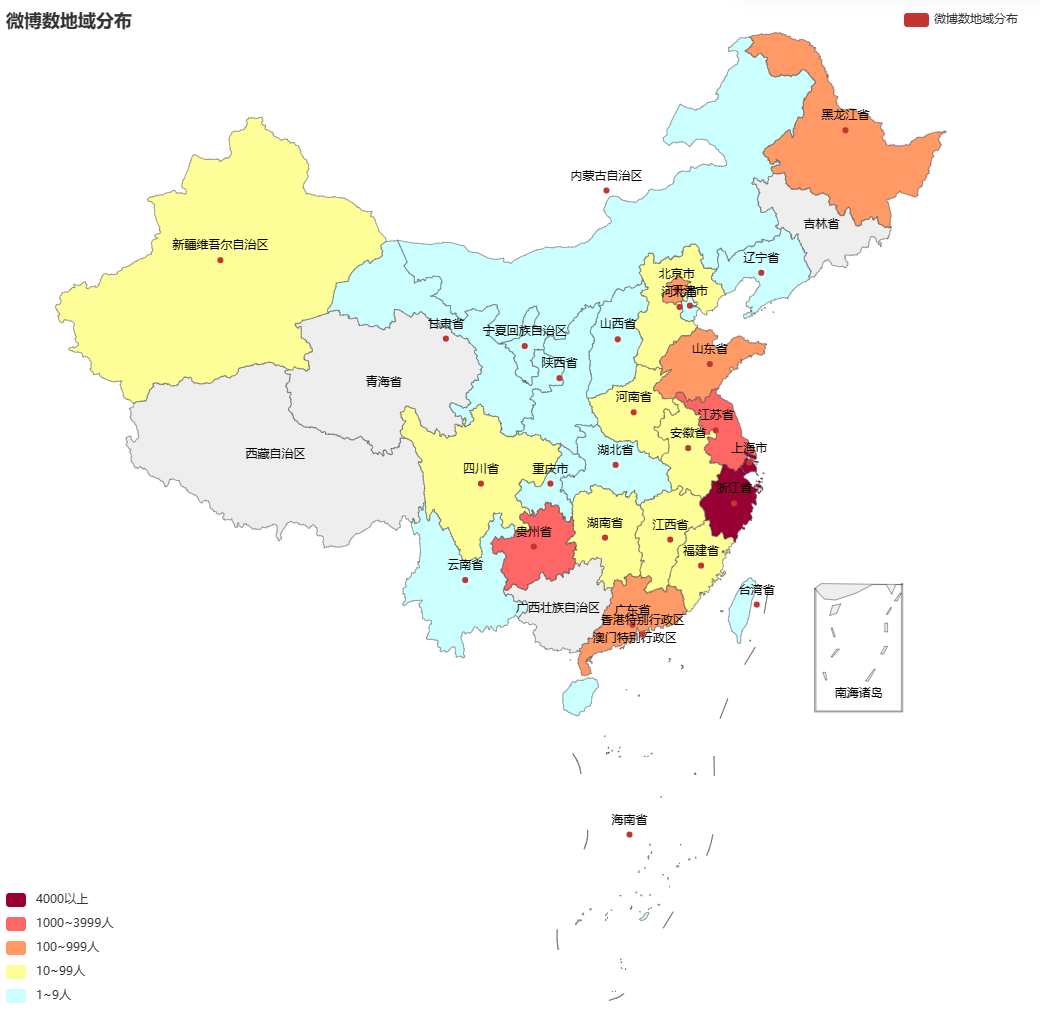 微博数地域分布
微博数地域分布
黑龙江省
内蒙古自治区
吉林省
新疆维吾尔自治区
辽宁省
北京市
河北省
天津市
甘肃省
宁夏回族自治区
山西省
山东省
陕西省
青海省
河南省
江苏省
安徽省
上海市
湖北省
西藏自治区
四川省
重庆市
浙江省
湖南省
江西省
贵州省
福建省
云南省
台湾省
广西壮族自治区
广东省
香港特别行政区
澳门特别行政区
南海诸岛
海南省
4000以上
1000~3999人
100~999人
10~99人
1~9人